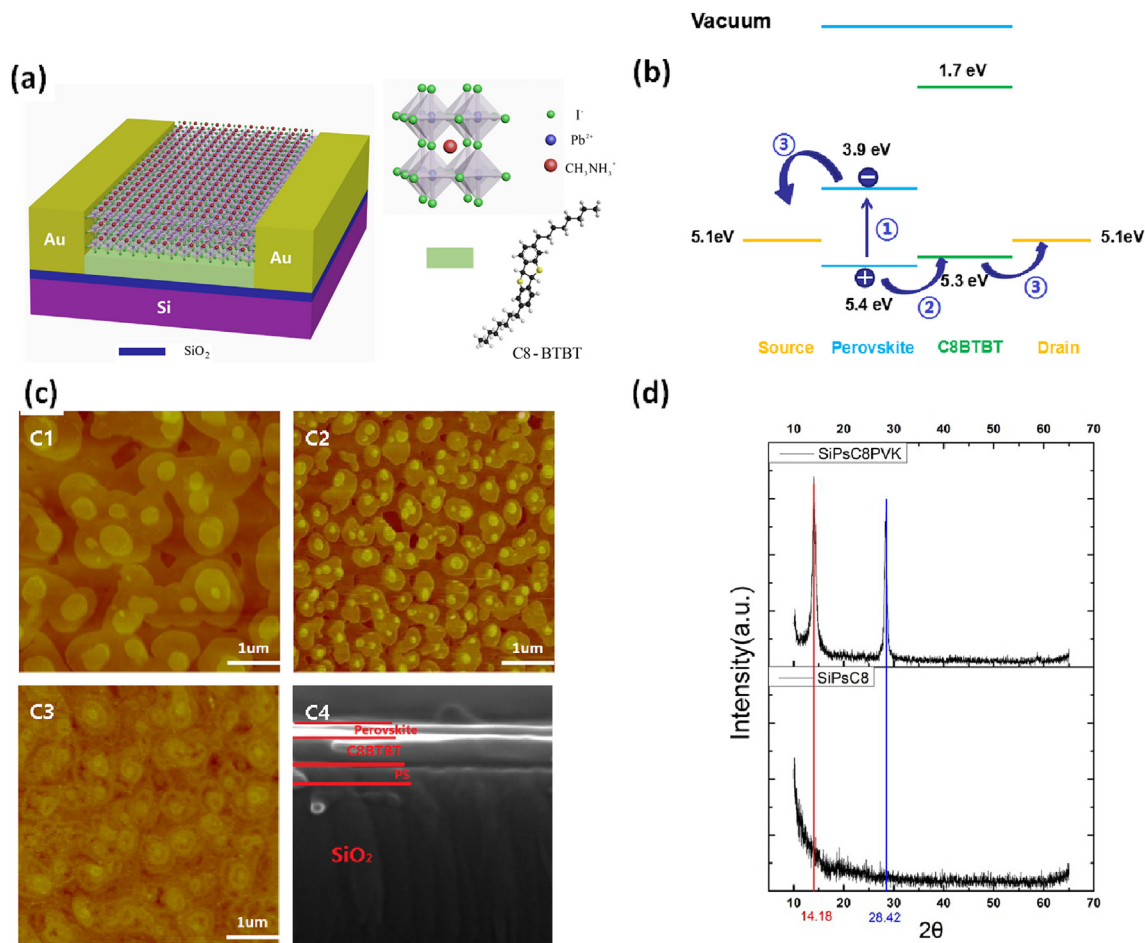 (a)
Au
Au
Si
SiO₂
I⁻
Pb²⁺
CH₃NH₃⁺
C8-BTBT
Vacuum
(b)
1.7 eV
③
3.9 eV
①
5.1eV
5.1eV
5.4 eV
②
5.3 eV
③
Source
Perovskite
C8BTBT
Drain
(c)
C1
1um
C2
1um
C3
1um
C4
Perovskite
C8BTBT
PS
SiO₂
(d)
10 20 30 40 50 60 70
SiPsC8PVK
SiPsC8
Intensity(a.u.)
10 20 30 40 50 60 70
14.18
28.42
2θ